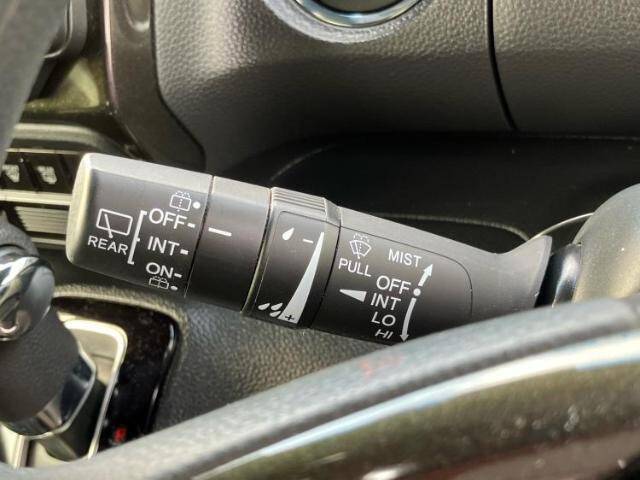 REAR
OFF-
INT-
ON-
—
-
+
PULL
MIST
OFF
INT
LO
HI